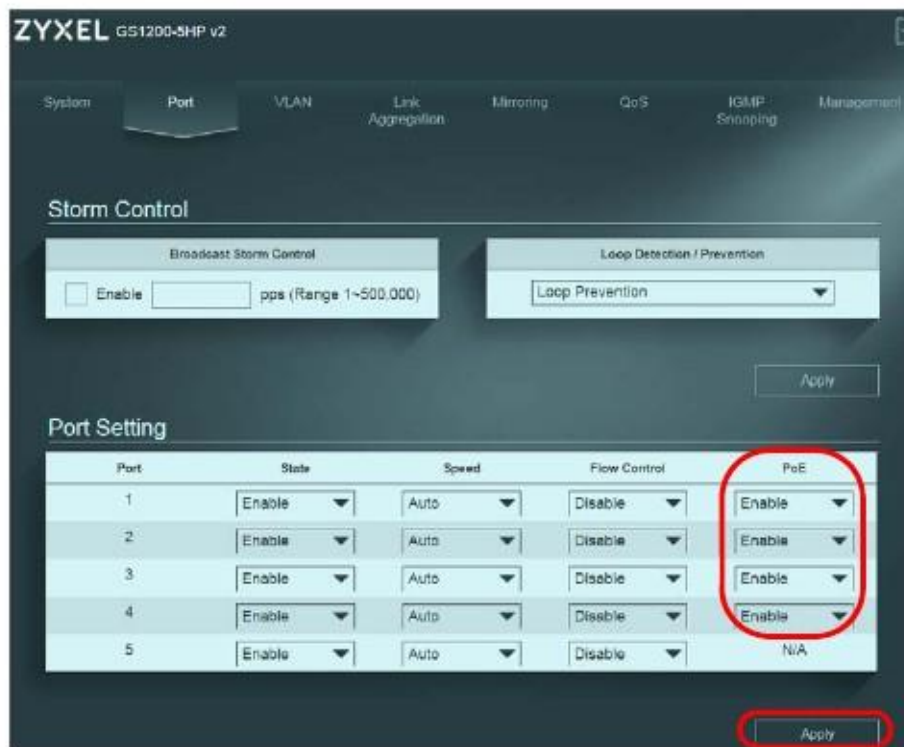 ZYXEL GS1200-5HP v2
System Port VLAN Link Aggregation Mirroring QoS IGMP Snooping Management
Storm Control
Broadcast Storm Control
Enable pps (Range 1~500,000)
Loop Detection / Prevention
Loop Prevention
Apply
Port Setting
Port State Speed Flow Control PoE
1 Enable Auto Disable Enable
2 Enable Auto Disable Enable
3 Enable Auto Disable Enable
4 Enable Auto Disable Enable
5 Enable Auto Disable N/A
Apply